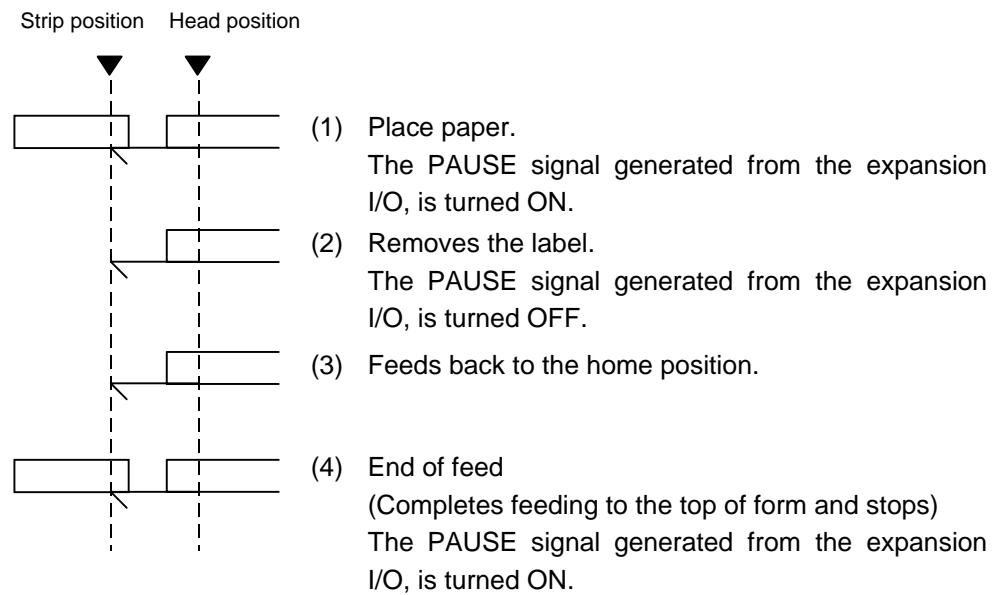 Strip position Head position
(1) Place paper.
The PAUSE signal generated from the expansion
I/O, is turned ON.
(2) Removes the label.
The PAUSE signal generated from the expansion
I/O, is turned OFF.
(3) Feeds back to the home position.
(4) End of feed
(Completes feeding to the top of form and stops)
The PAUSE signal generated from the expansion
I/O, is turned ON.